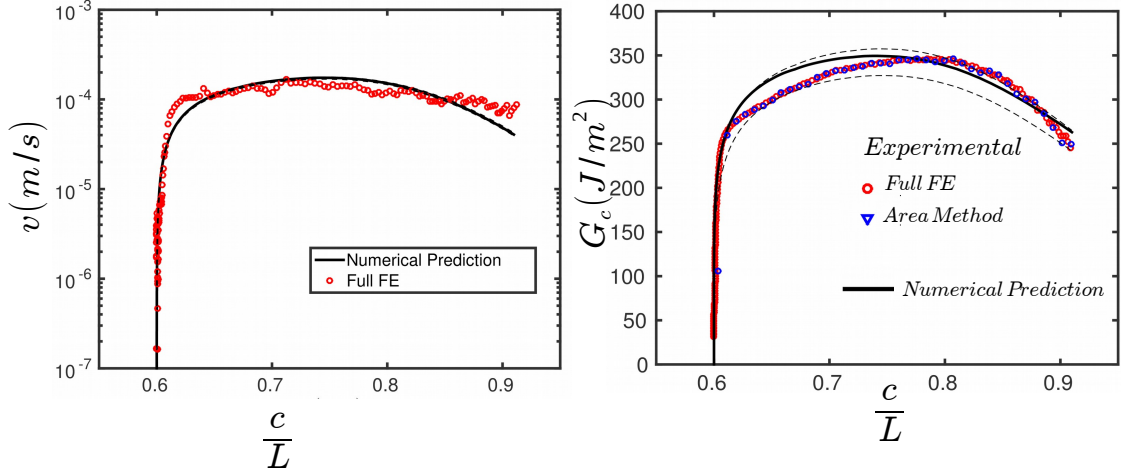 10⁻³
10⁻⁴
10⁻⁵
10⁻⁶
10⁻⁷
v(m/s)
Numerical Prediction
Full FE
0.6 0.7 0.8 0.9
c
L
400
350
300
250
200
150
100
50
0
G_c(J/m²)
Experimental
Full FE
Area Method
Numerical Prediction
0.6 0.7 0.8 0.9
c
L